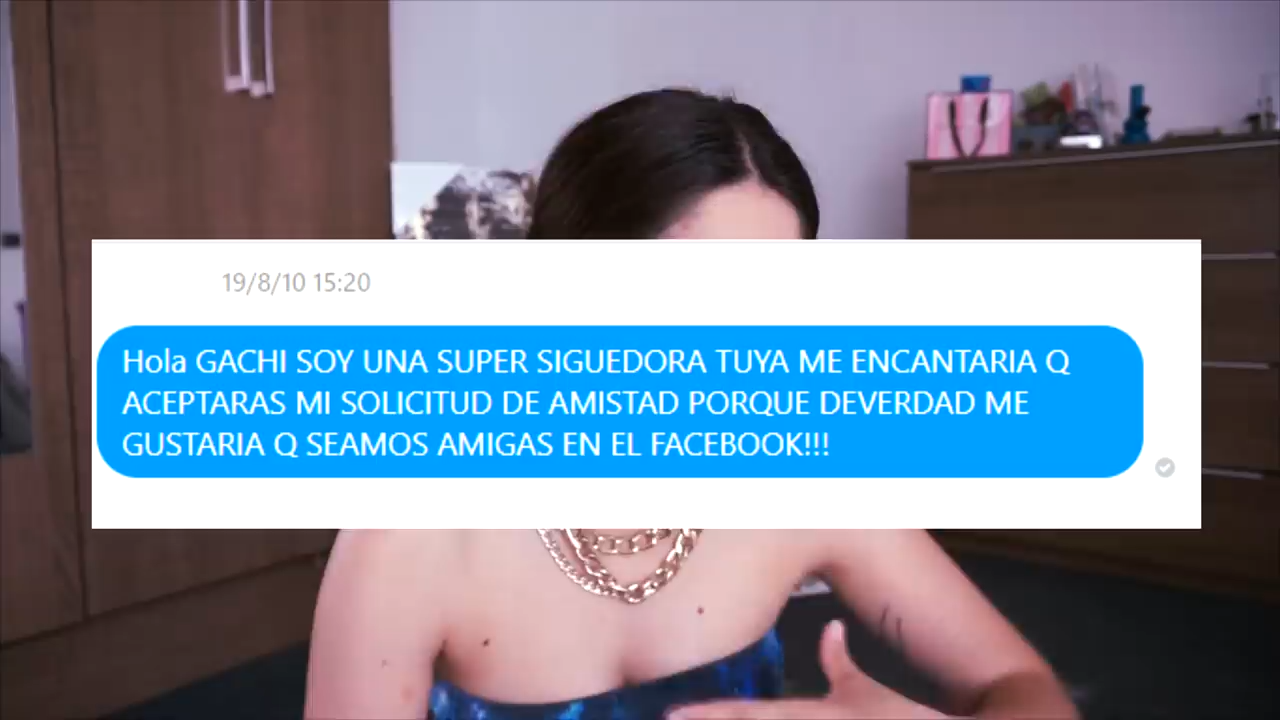 19/8/10 15:20
Hola GACHI SOY UNA SUPER SIGUEDORA TUYA ME ENCANTARIA Q
ACEPTARAS MI SOLICITUD DE AMISTAD PORQUE DEVERDAD ME
GUSTARIA Q SEAMOS AMIGAS EN EL FACEBOOK!!!